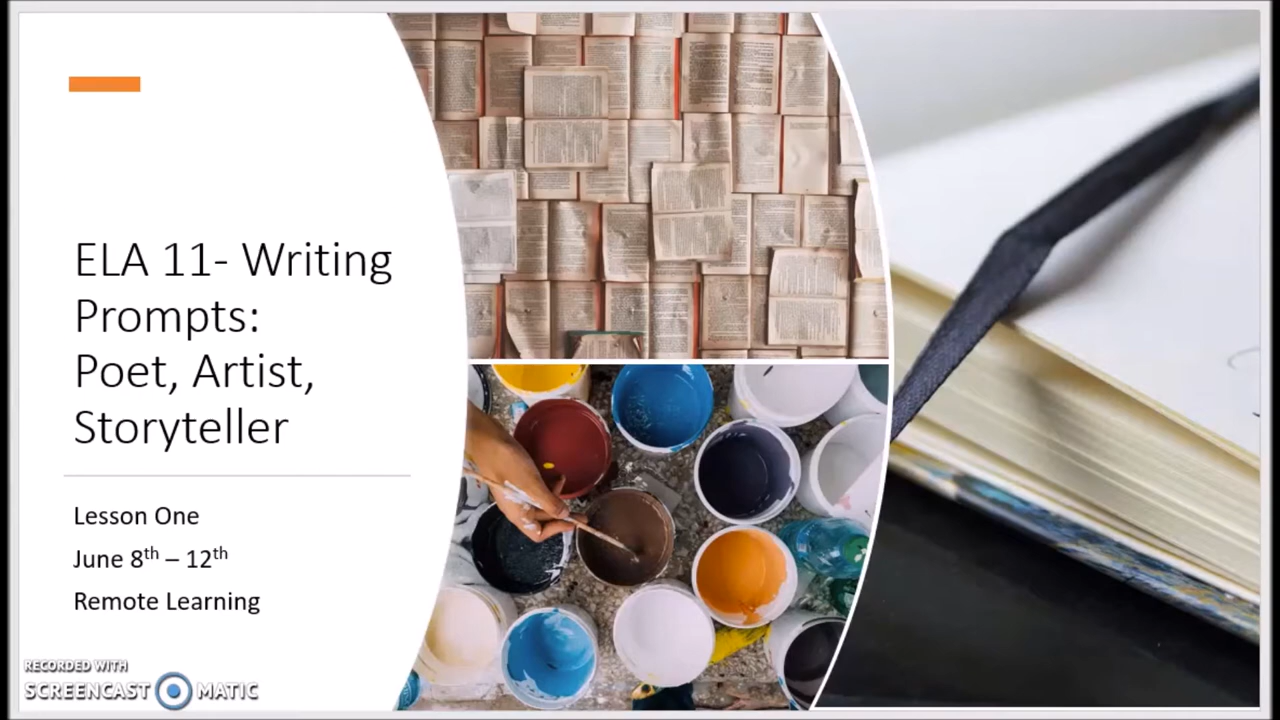 ELA 11- Writing
Prompts:
Poet, Artist,
Storyteller
Lesson One
June 8th – 12th
Remote Learning
RECORDED WITH
SCREENCAST MATIC